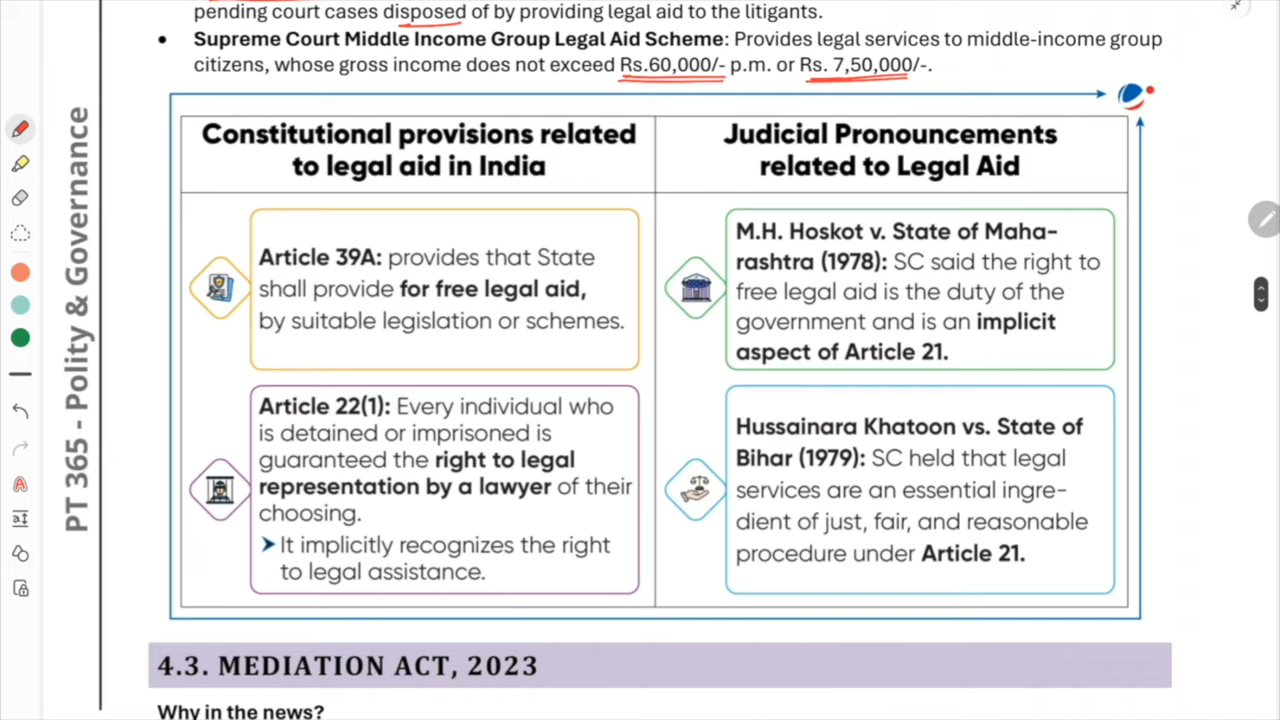 pending court cases disposed of by providing legal aid to the litigants.
• Supreme Court Middle Income Group Legal Aid Scheme: Provides legal services to middle-income group
citizens, whose gross income does not exceed Rs.60,000/- p.m. or Rs. 7,50,000/-.
PT 365 - Polity & Governance
Constitutional provisions related
to legal aid in India
Article 39A: provides that State
shall provide for free legal aid,
by suitable legislation or schemes.
Article 22(1): Every individual who
is detained or imprisoned is
guaranteed the right to legal
representation by a lawyer of their
choosing.
➤ It implicitly recognizes the right
to legal assistance.
Judicial Pronouncements
related to Legal Aid
M.H. Hoskot v. State of Maha-
rashtra (1978): SC said the right to
free legal aid is the duty of the
government and is an implicit
aspect of Article 21.
Hussainara Khatoon vs. State of
Bihar (1979): SC held that legal
services are an essential ingre-
dient of just, fair, and reasonable
procedure under Article 21.
4.3. MEDIATION ACT, 2023
Why in the news?